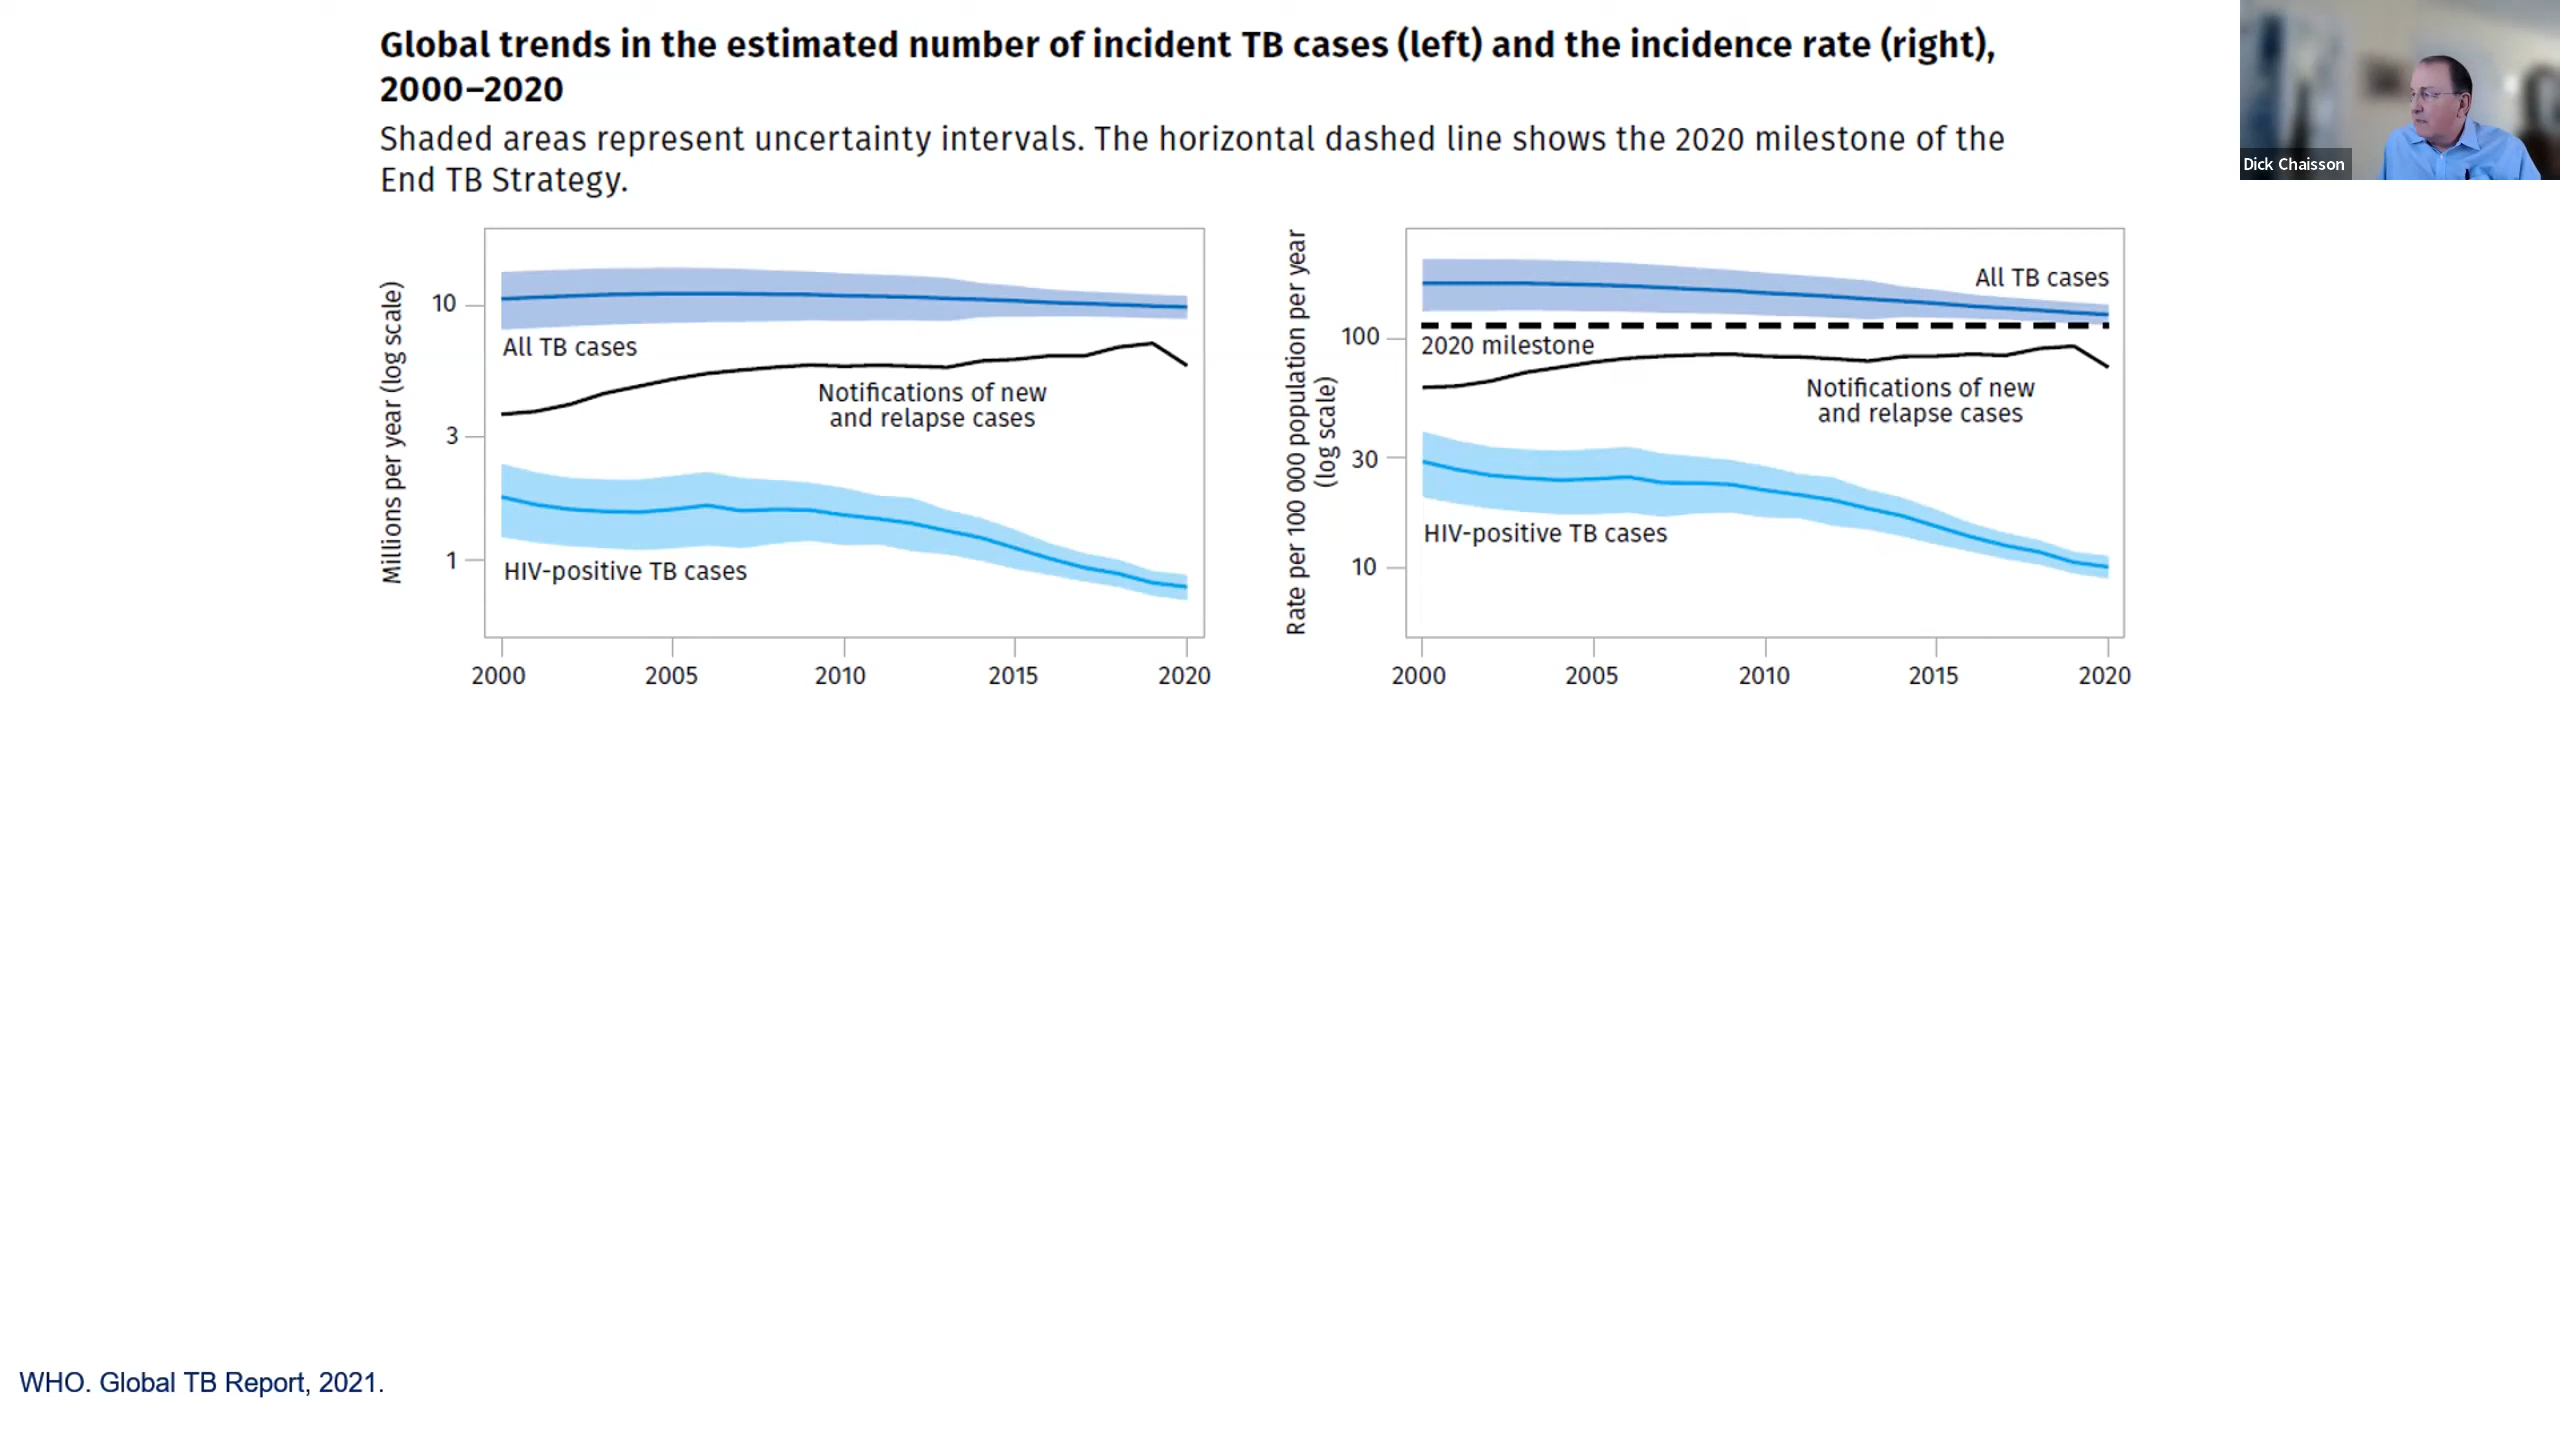 Global trends in the estimated number of incident TB cases (left) and the incidence rate (right),
2000–2020
Shaded areas represent uncertainty intervals. The horizontal dashed line shows the 2020 milestone of the
End TB Strategy.
Dick Chaisson
Millions per year (log scale)
10
3
1
All TB cases
Notifications of new
and relapse cases
HIV-positive TB cases
2000 2005 2010 2015 2020
Rate per 100 000 population per year
(log scale)
100
30
10
All TB cases
2020 milestone
Notifications of new
and relapse cases
HIV-positive TB cases
2000 2005 2010 2015 2020
WHO. Global TB Report, 2021.